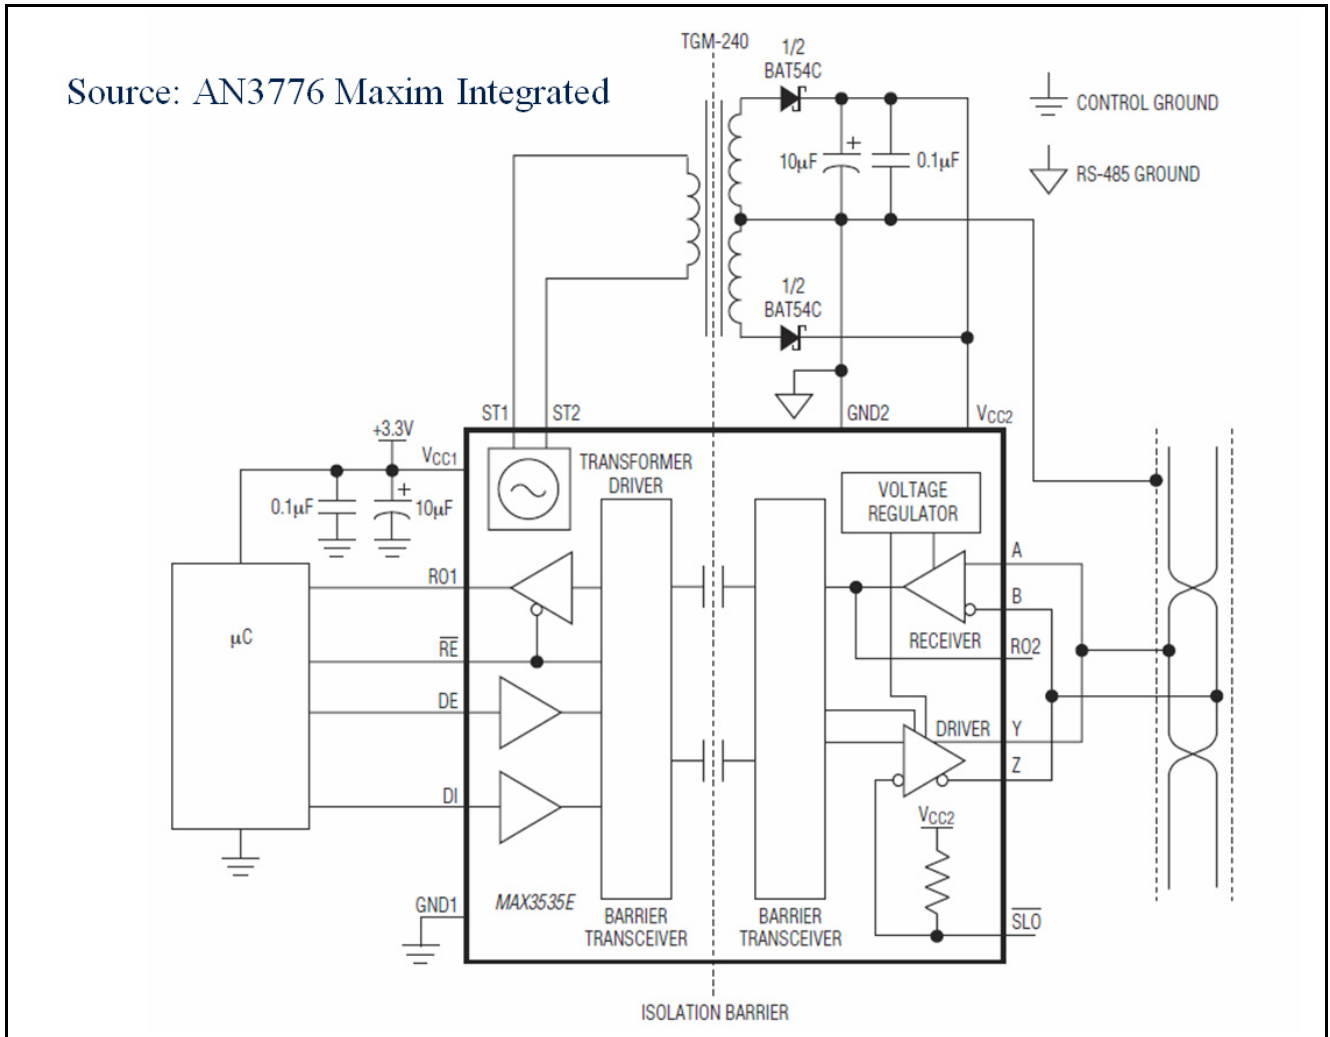 Source: AN3776 Maxim Integrated
TGM-240
1/2
BAT54C
10µF
+
0.1µF
CONTROL GROUND
RS-485 GROUND
1/2
BAT54C
ST1
ST2
GND2
VCC2
+3.3V
VCC1
0.1µF
+
10µF
TRANSFORMER
DRIVER
VOLTAGE
REGULATOR
µC
RO1
RE
DE
DI
GND1
A
B
RECEIVER
RO2
DRIVER
Y
Z
VCC2
SLO
MAX3535E
BARRIER
TRANSCEIVER
BARRIER
TRANSCEIVER
ISOLATION BARRIER